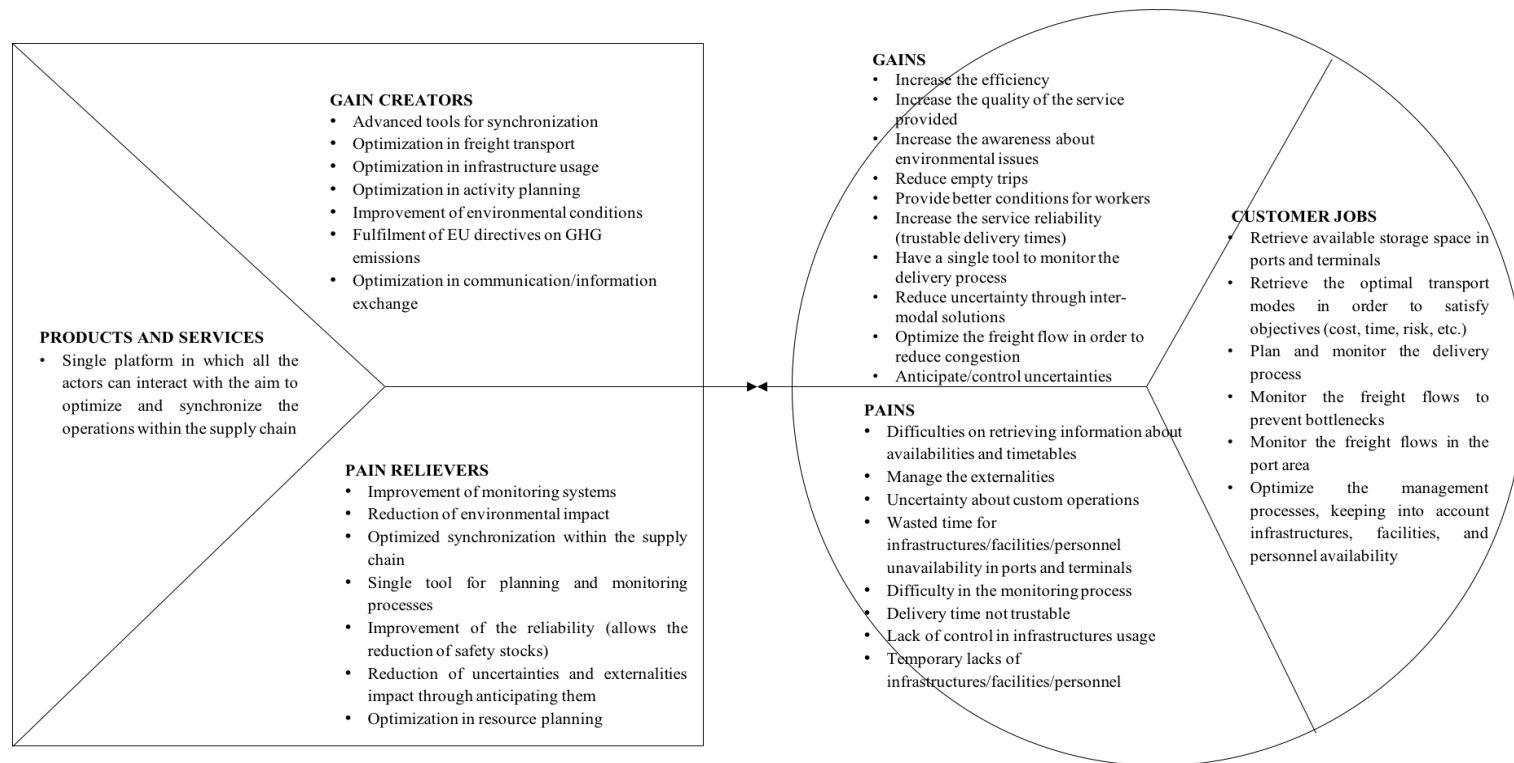 GAIN CREATORS
• Advanced tools for synchronization
• Optimization in freight transport
• Optimization in infrastructure usage
• Optimization in activity planning
• Improvement of environmental conditions
• Fulfilment of EU directives on GHG
emissions
• Optimization in communication/information
exchange
PRODUCTS AND SERVICES
• Single platform in which all the
actors can interact with the aim to
optimize and synchronize the
operations within the supply chain
PAIN RELIEVERS
• Improvement of monitoring systems
• Reduction of environmental impact
• Optimized synchronization within the supply
chain
• Single tool for planning and monitoring
processes
• Improvement of the reliability (allows the
reduction of safety stocks)
• Reduction of uncertainties and externalities
impact through anticipating them
• Optimization in resource planning
GAINS
• Increase the efficiency
• Increase the quality of the service
provided
• Increase the awareness about
environmental issues
• Reduce empty trips
• Provide better conditions for workers
• Increase the service reliability
(trustable delivery times)
• Have a single tool to monitor the
delivery process
• Reduce uncertainty through inter-
modal solutions
• Optimize the freight flow in order to
reduce congestion
• Anticipate/control uncertainties
PAINS
• Difficulties on retrieving information about
availabilities and timetables
• Manage the externalities
• Uncertainty about custom operations
• Wasted time for
infrastructures/facilities/personnel
unavailability in ports and terminals
• Difficulty in the monitoring process
• Delivery time not trustable
• Lack of control in infrastructures usage
• Temporary lacks of
infrastructures/facilities/personnel
CUSTOMER JOBS
• Retrieve available storage space in
ports and terminals
• Retrieve the optimal transport
modes in order to satisfy
objectives (cost, time, risk, etc.)
• Plan and monitor the delivery
process
• Monitor the freight flows to
prevent bottlenecks
• Monitor the freight flows in the
port area
• Optimize the management
processes, keeping into account
infrastructures, facilities, and
personnel availability